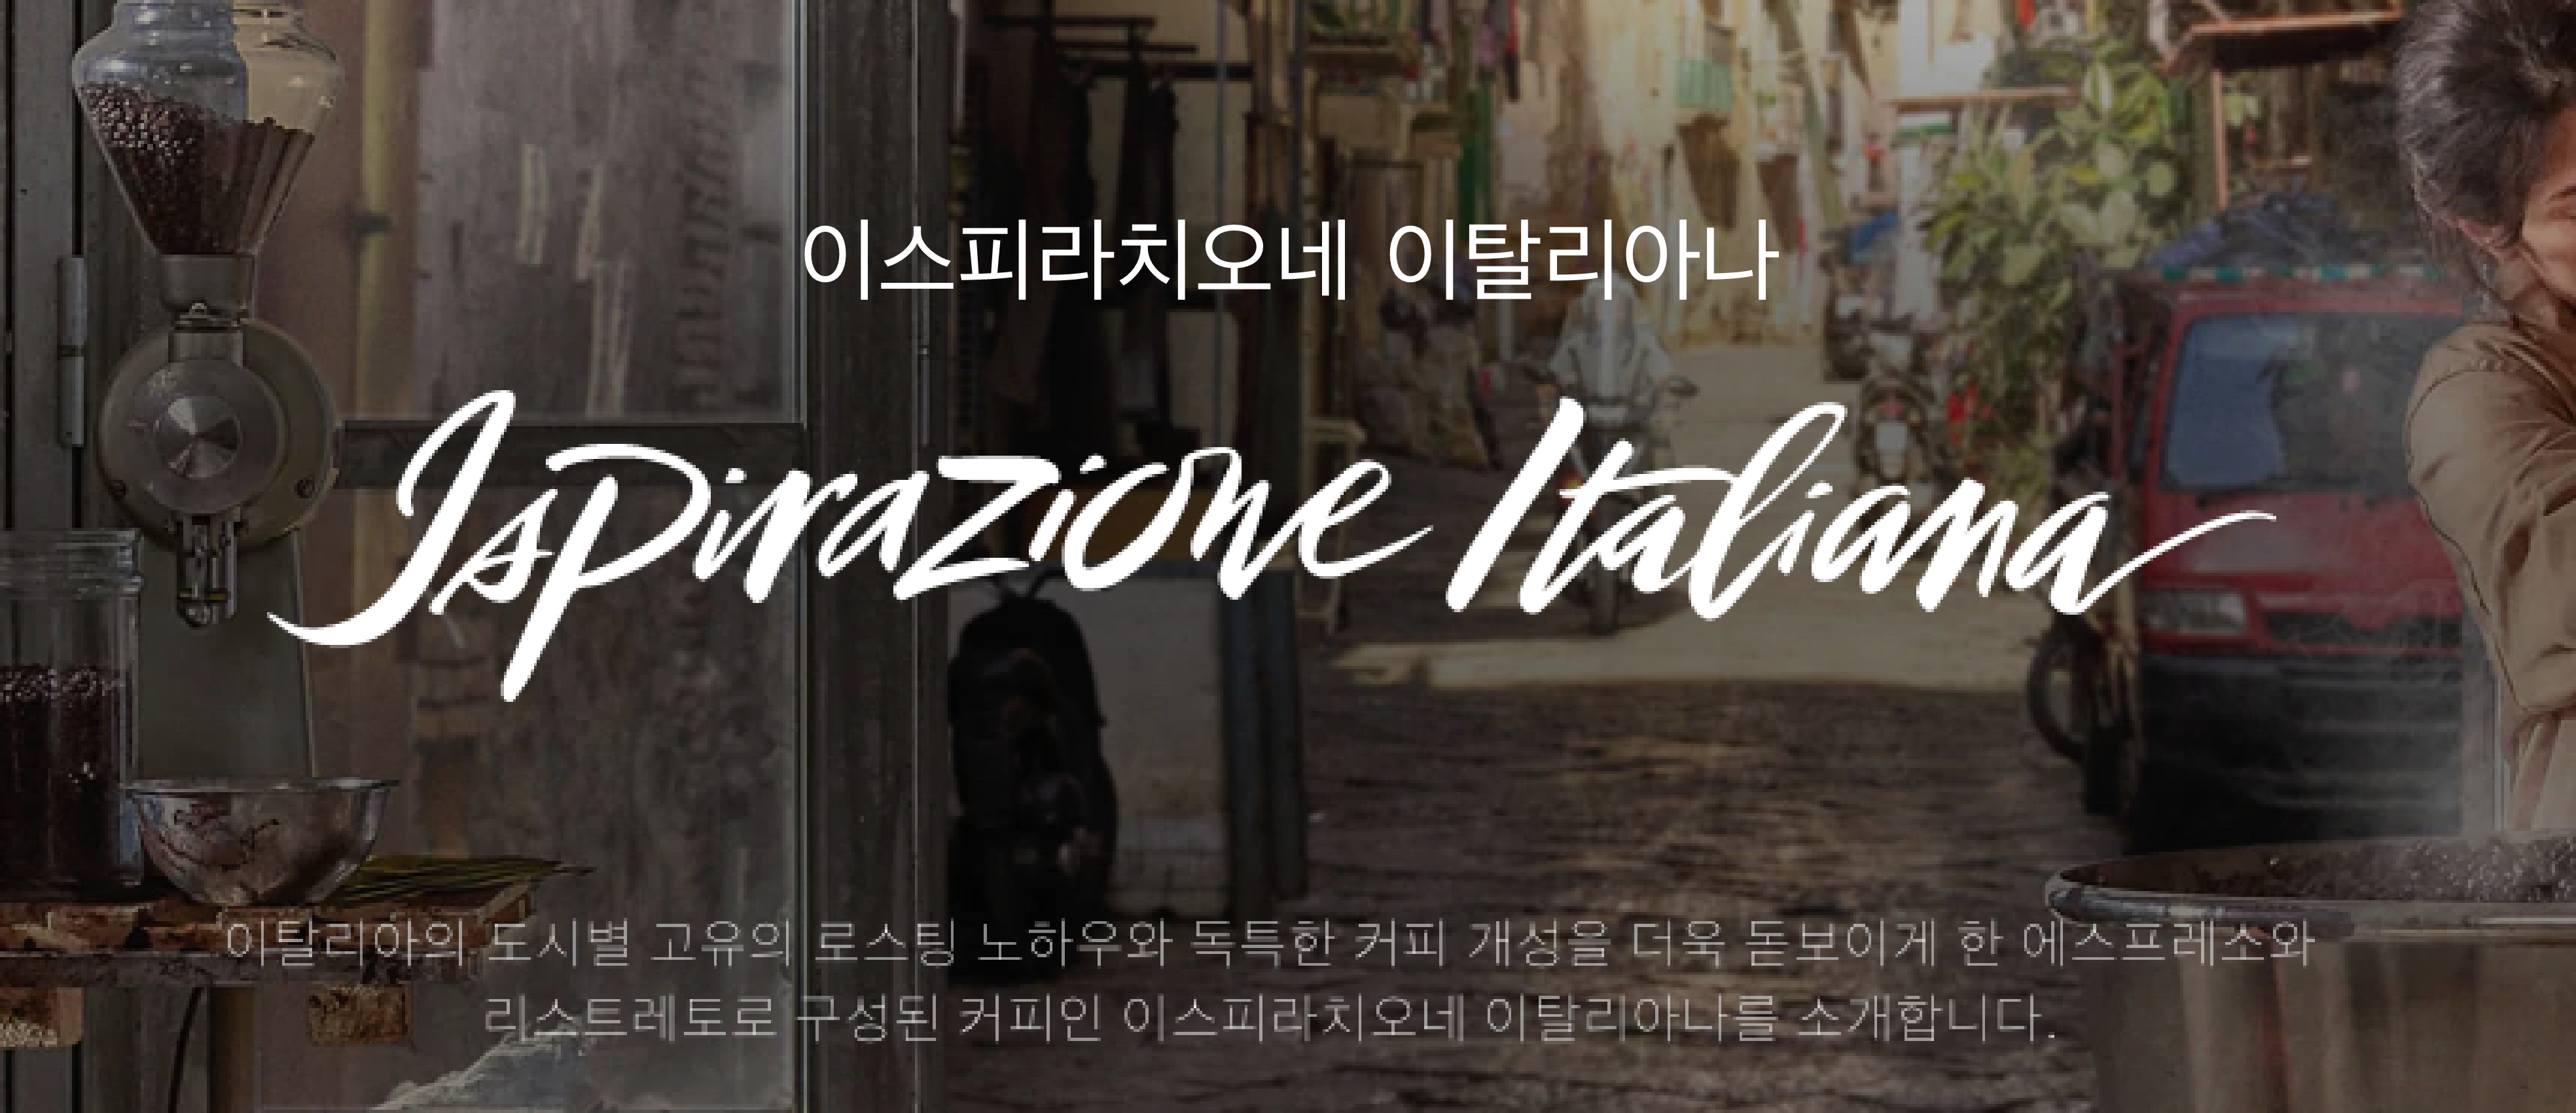 이스피라치오네 이탈리아나
Ispirazione Italiana
이탈리아의 도시별 고유의 로스팅 노하우와 독특한 커피 개성을 더욱 돋보이게 한 에스프레소와
리스트레토로 구성된 커피인 이스피라치오네 이탈리아나를 소개합니다.